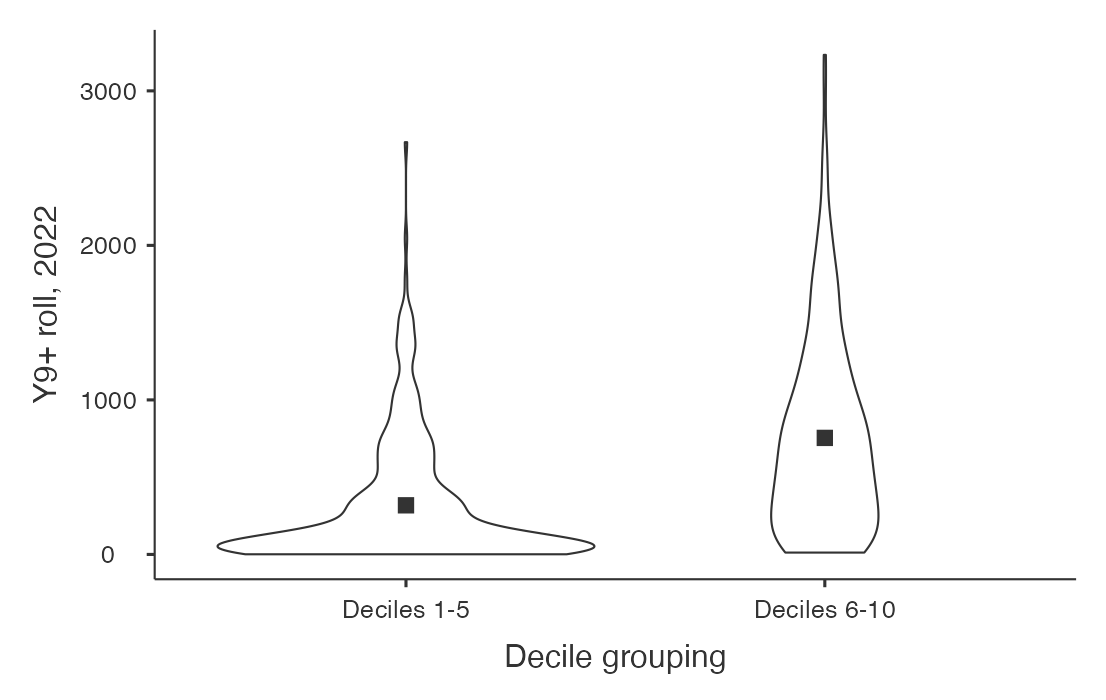 Y9+ roll, 2022
3000
2000
1000
0
Deciles 1-5
Deciles 6-10
Decile grouping